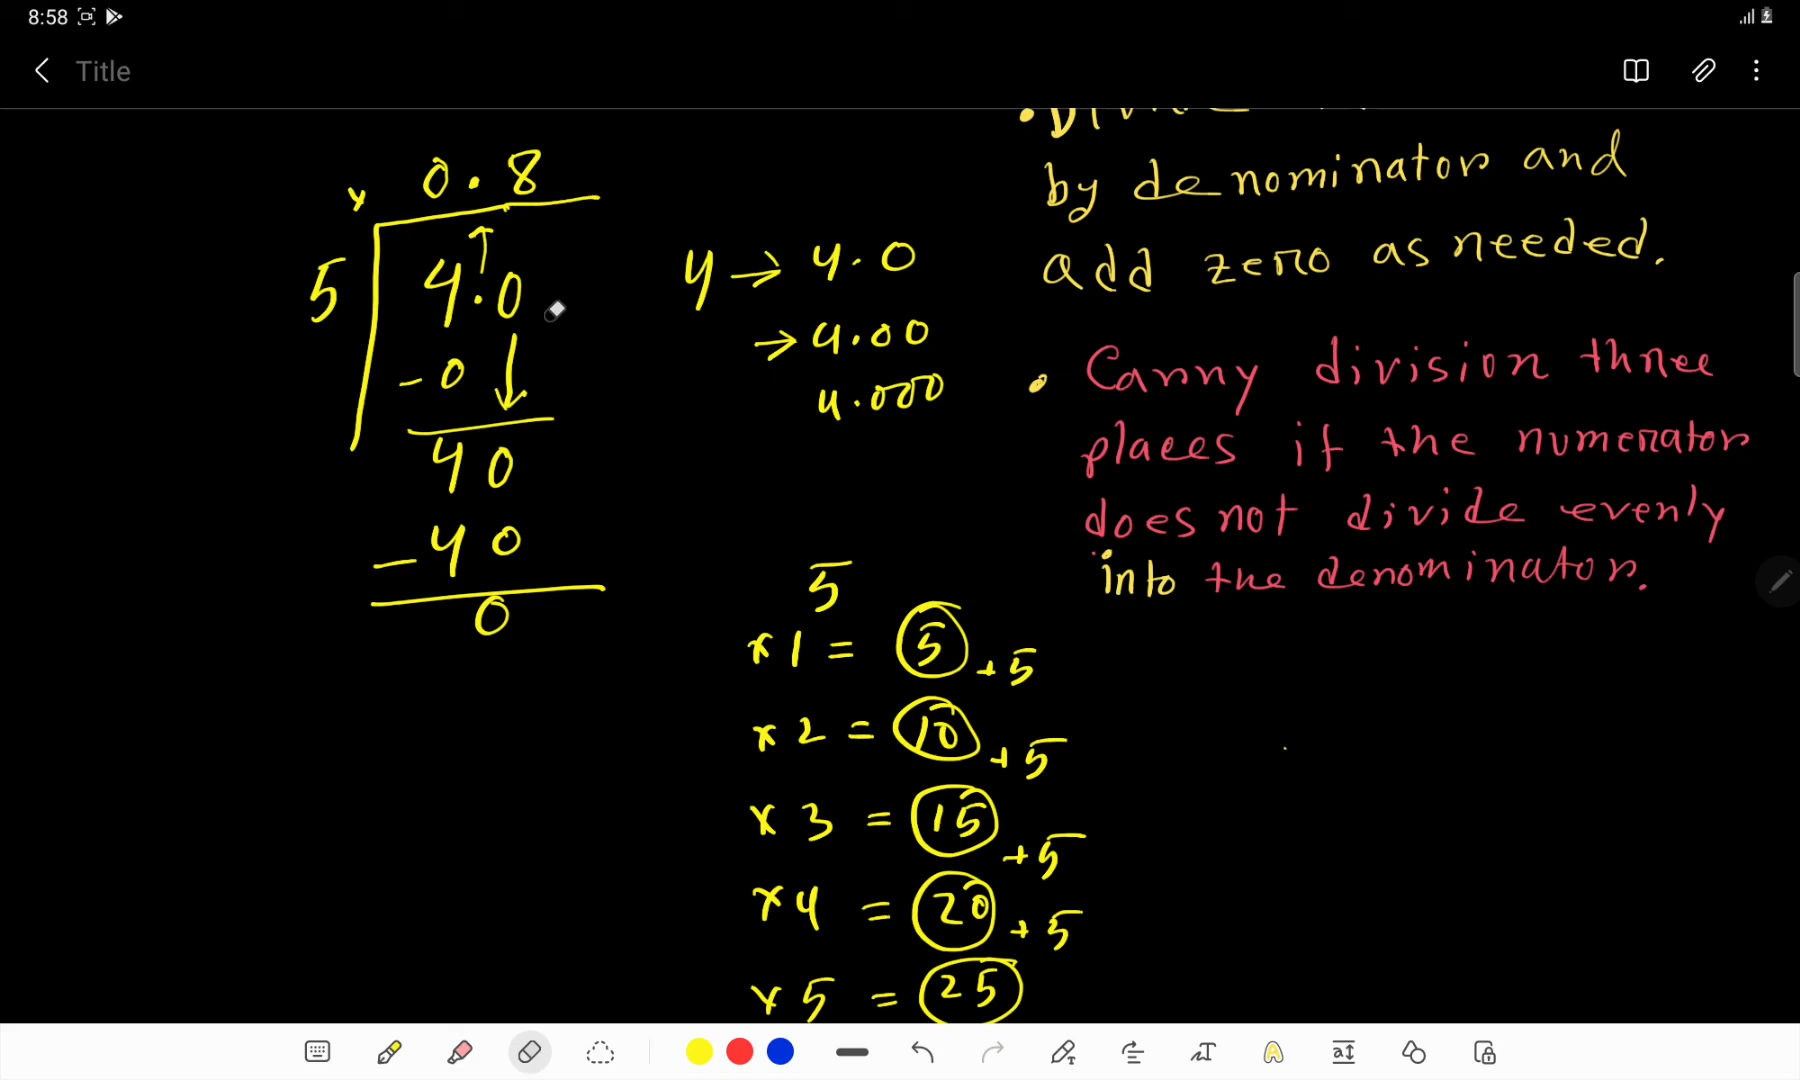 8:58
Title
0.8
5 4.0
-0
40
-40
0
4 → 4.0
→ 4.00
4.000
5
x1 = 5 +5
x2 = 10 +5
x3 = 15 +5
x4 = 20 +5
x5 = 25
by denominator and
add zero as needed.
• Carry division three
places if the numerator
does not divide evenly
into the denominator.